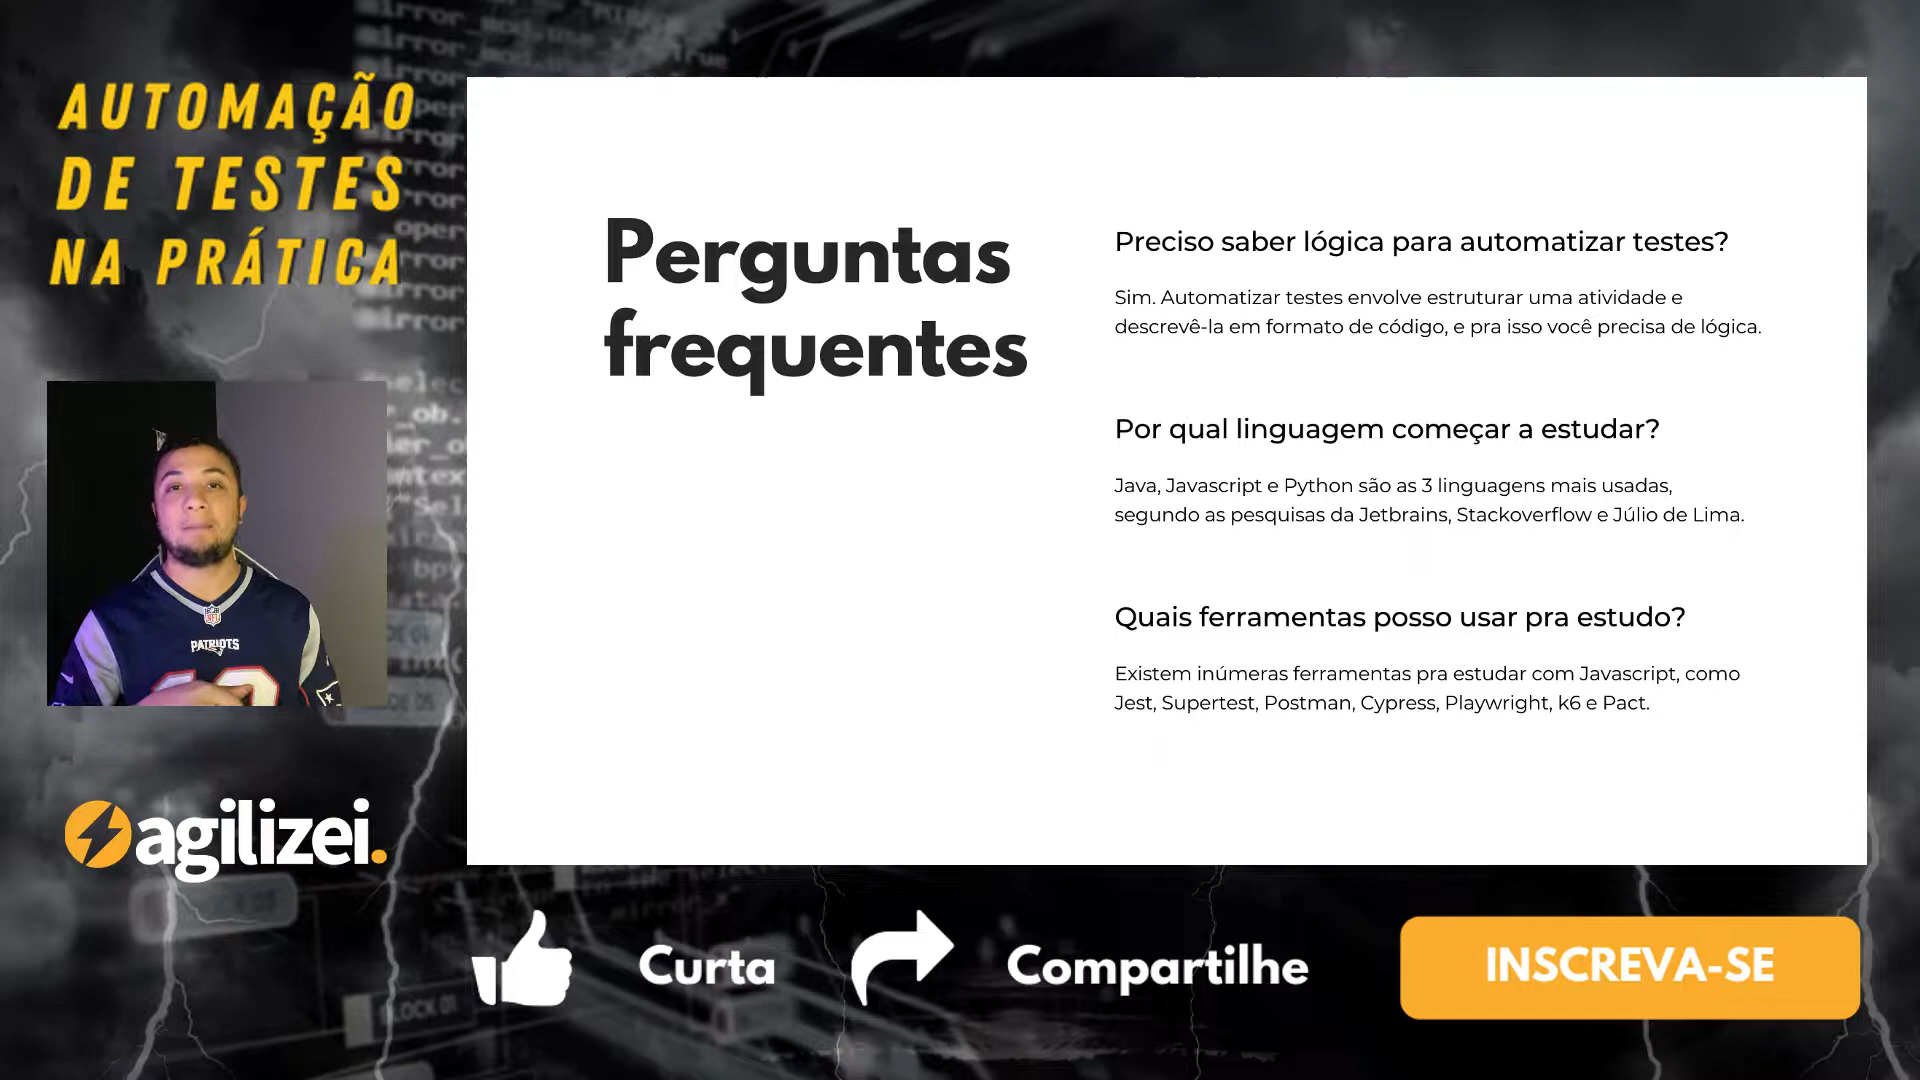 AUTOMAÇÃO
DE TESTES
NA PRÁTICA
Perguntas
frequentes
Preciso saber lógica para automatizar testes?
Sim. Automatizar testes envolve estruturar uma atividade e
descrevê-la em formato de código, e pra isso você precisa de lógica.
Por qual linguagem começar a estudar?
Java, Javascript e Python são as 3 linguagens mais usadas,
segundo as pesquisas da Jetbrains, Stackoverflow e Júlio de Lima.
Quais ferramentas posso usar pra estudo?
Existem inúmeras ferramentas pra estudar com Javascript, como
Jest, Supertest, Postman, Cypress, Playwright, k6 e Pact.
PATRIOTS
agilizei.
Curta
Compartilhe
INSCREVA-SE
BLOCK 01